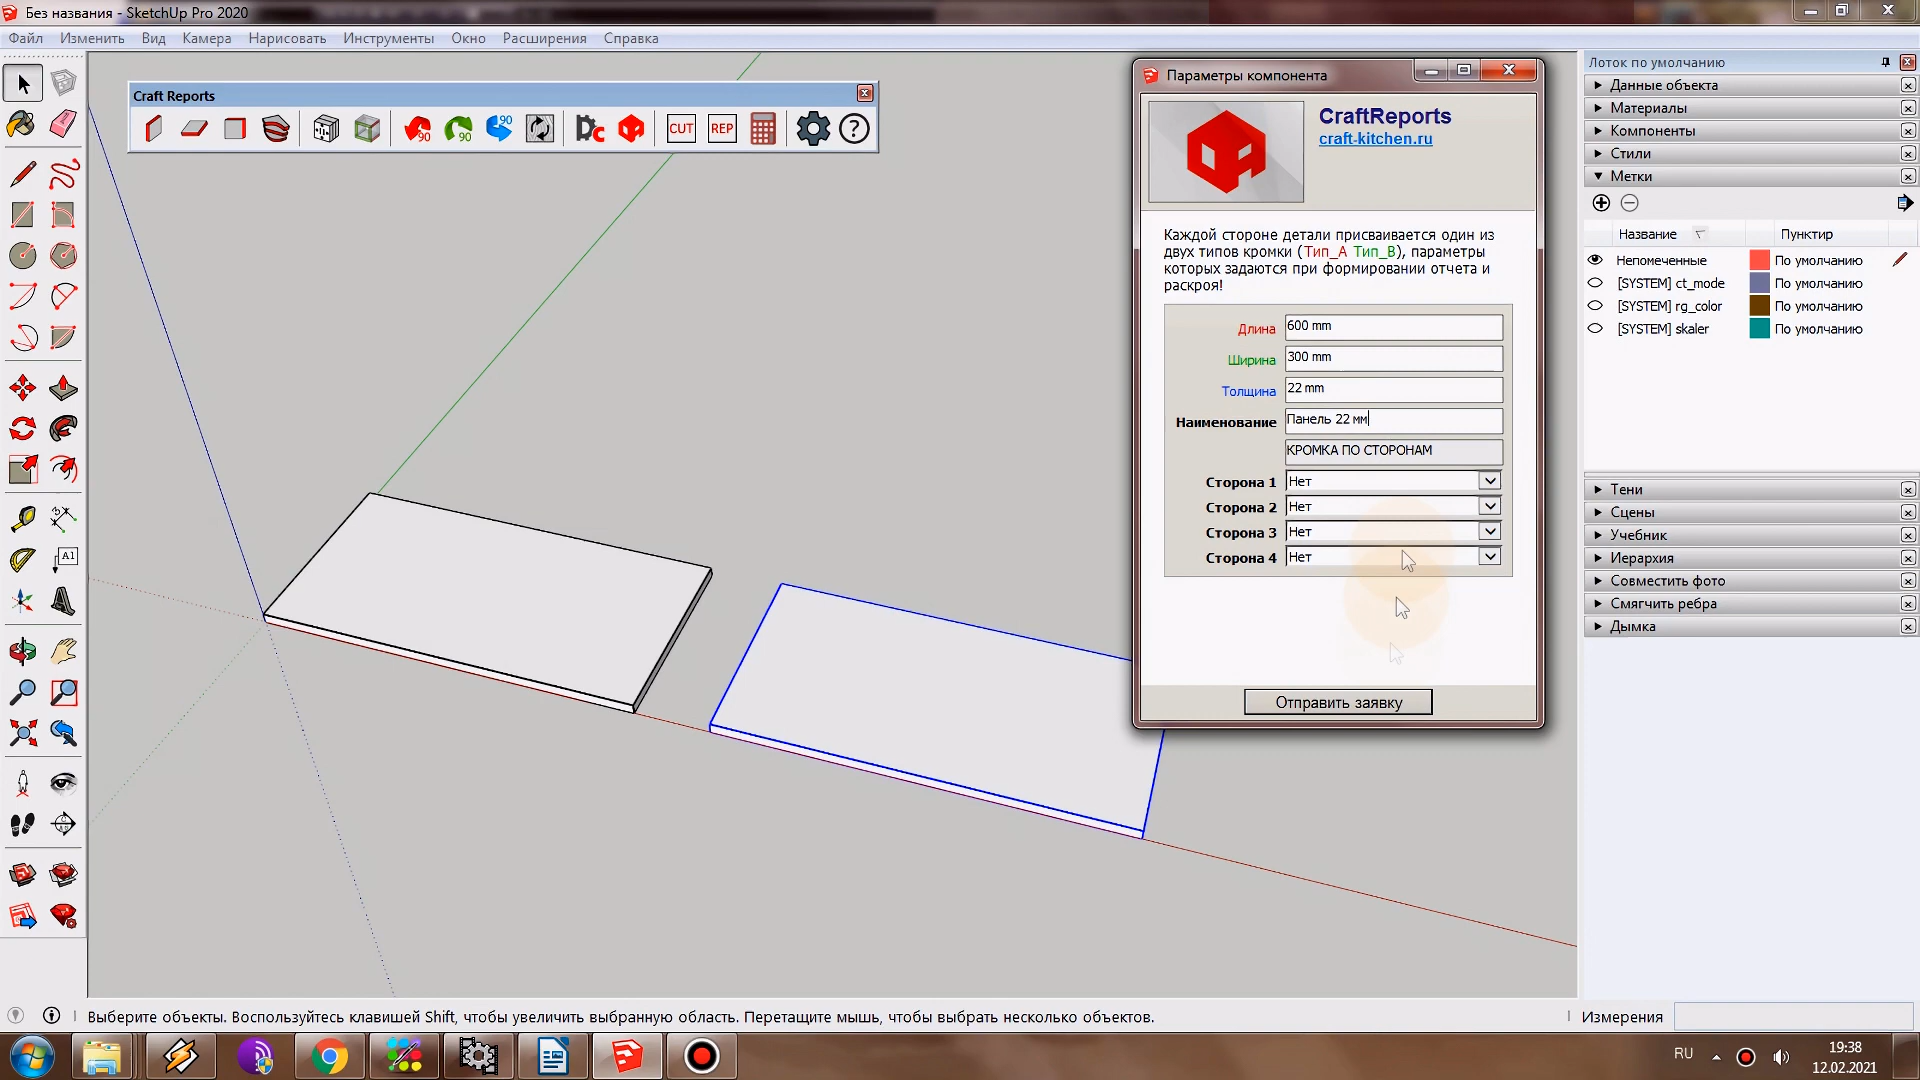 Без названия - SketchUp Pro 2020
Файл Изменить Вид Камера Нарисовать Инструменты Окно Расширения Справка
Craft Reports
90 90 90 DC CUT REP ?
A1
Параметры компонента
CraftReports
craft-kitchen.ru
Каждой стороне детали присваивается один из
двух типов кромки (Тип_А Тип_В), параметры
которых задаются при формировании отчета и
раскроя!
Длина 600 mm
Ширина 300 mm
Толщина 22 mm
Наименование Панель 22 мм
КРОМКА ПО СТОРОНАМ
Сторона 1 Нет
Сторона 2 Нет
Сторона 3 Нет
Сторона 4 Нет
Отправить заявку
Лоток по умолчанию
Данные объекта
Материалы
Компоненты
Стили
Метки
Название Пунктир
Непомеченные По умолчанию
[SYSTEM] ct_mode По умолчанию
[SYSTEM] rg_color По умолчанию
[SYSTEM] skaler По умолчанию
Тени
Сцены
Учебник
Иерархия
Совместить фото
Смягчить ребра
Дымка
Выберите объекты. Воспользуйтесь клавишей Shift, чтобы увеличить выбранную область. Перетащите мышь, чтобы выбрать несколько объектов.
Измерения
RU
19:38
12.02.2021